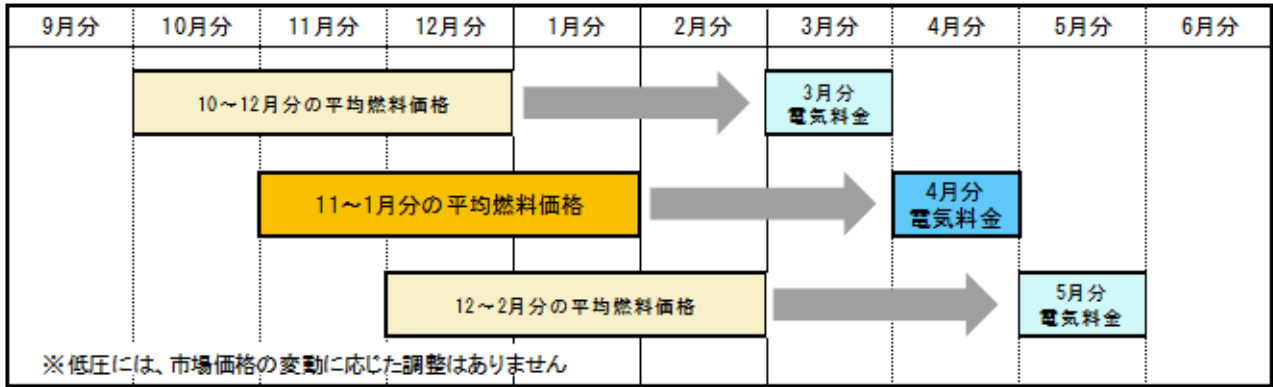 9月分 10月分 11月分 12月分 1月分 2月分 3月分 4月分 5月分 6月分
10～12月分の平均燃料価格
3月分
電気料金
11～1月分の平均燃料価格
4月分
電気料金
12～2月分の平均燃料価格
5月分
電気料金
※低圧には、市場価格の変動に応じた調整はありません